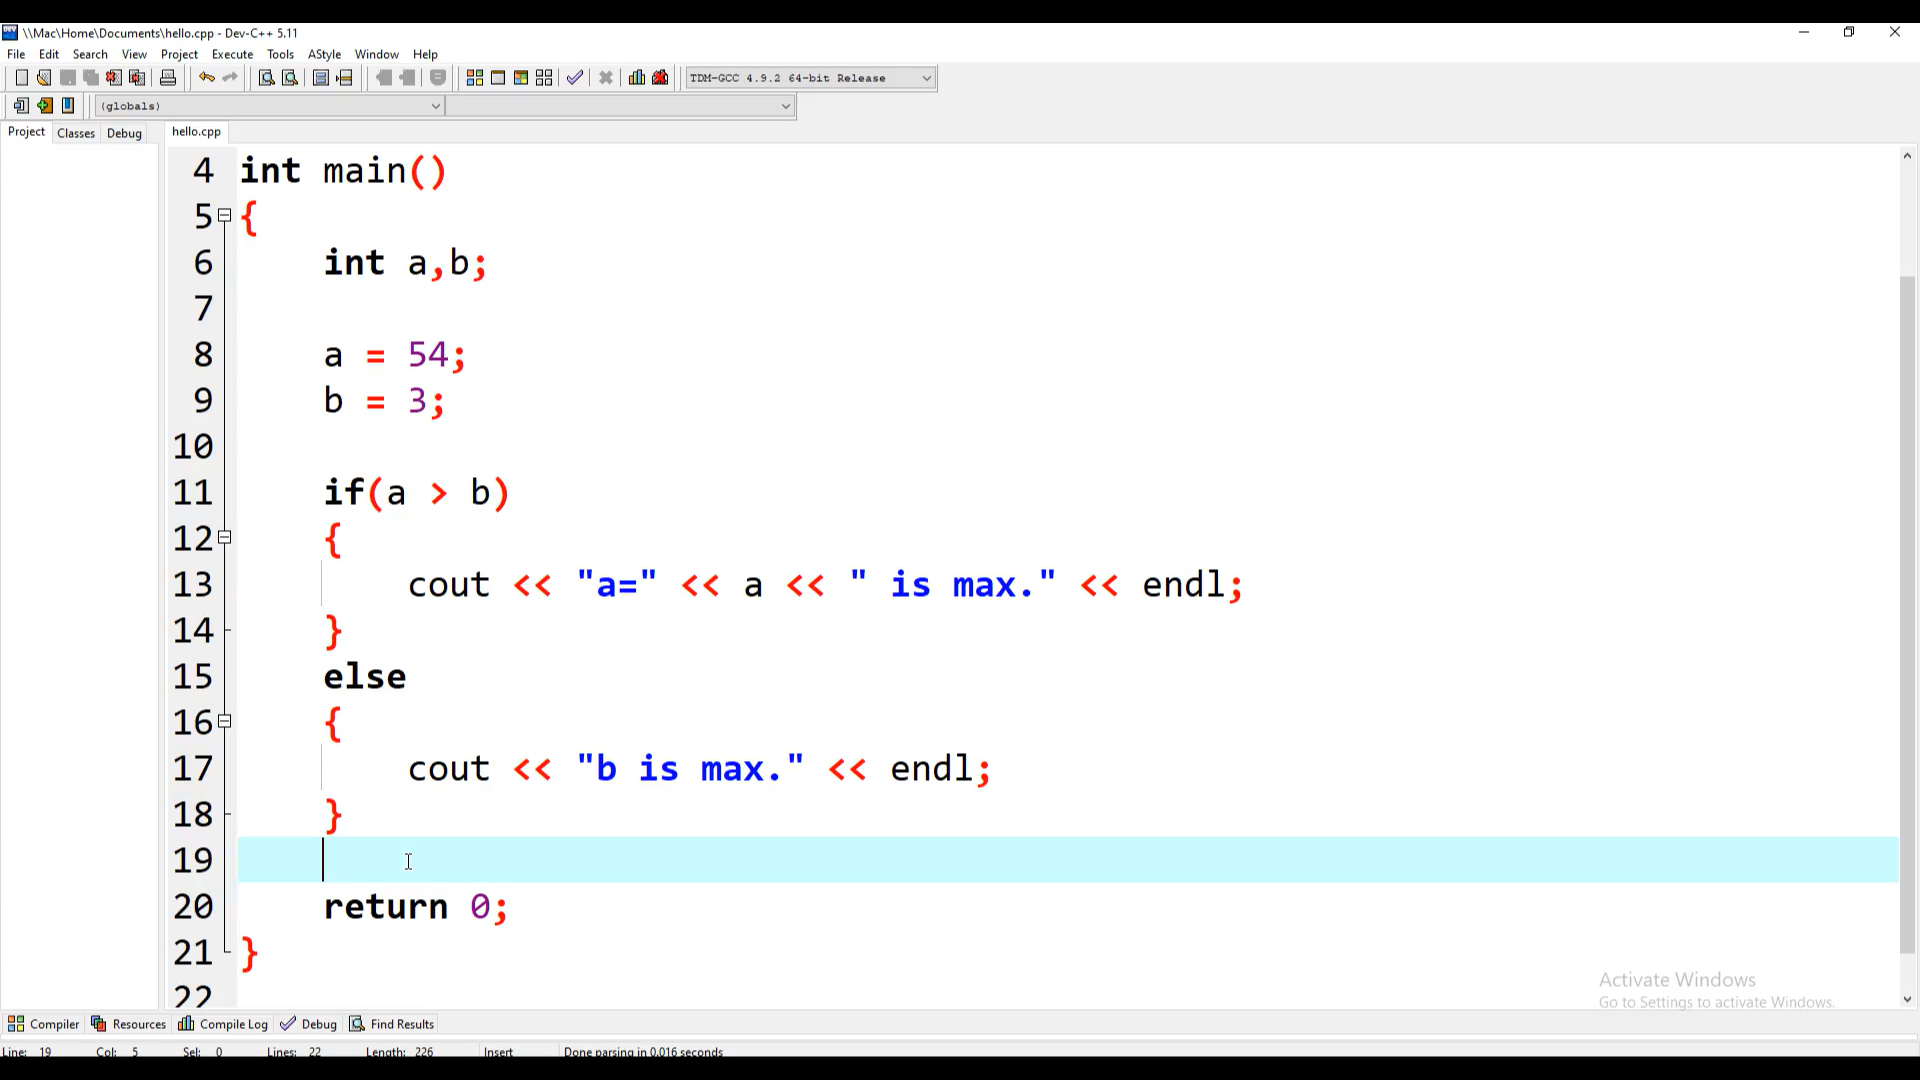 \\Mac\Home\Documents\hello.cpp - Dev-C++ 5.11
File Edit Search View Project Execute Tools AStyle Window Help
TDM-GCC 4.9.2 64-bit Release
(globals)
Project Classes Debug hello.cpp
4 int main()
5 {
6 int a,b;
7
8 a = 54;
9 b = 3;
10
11 if(a > b)
12 {
13 cout << "a=" << a << " is max." << endl;
14 }
15 else
16 {
17 cout << "b is max." << endl;
18 }
19
20 return 0;
21 }
22
Activate Windows
Go to Settings to activate Windows.
Compiler Resources Compile Log Debug Find Results
Line: 19 Col: 5 Sel: 0 Lines: 22 Length: 226 Insert Done parsing in 0.016 seconds